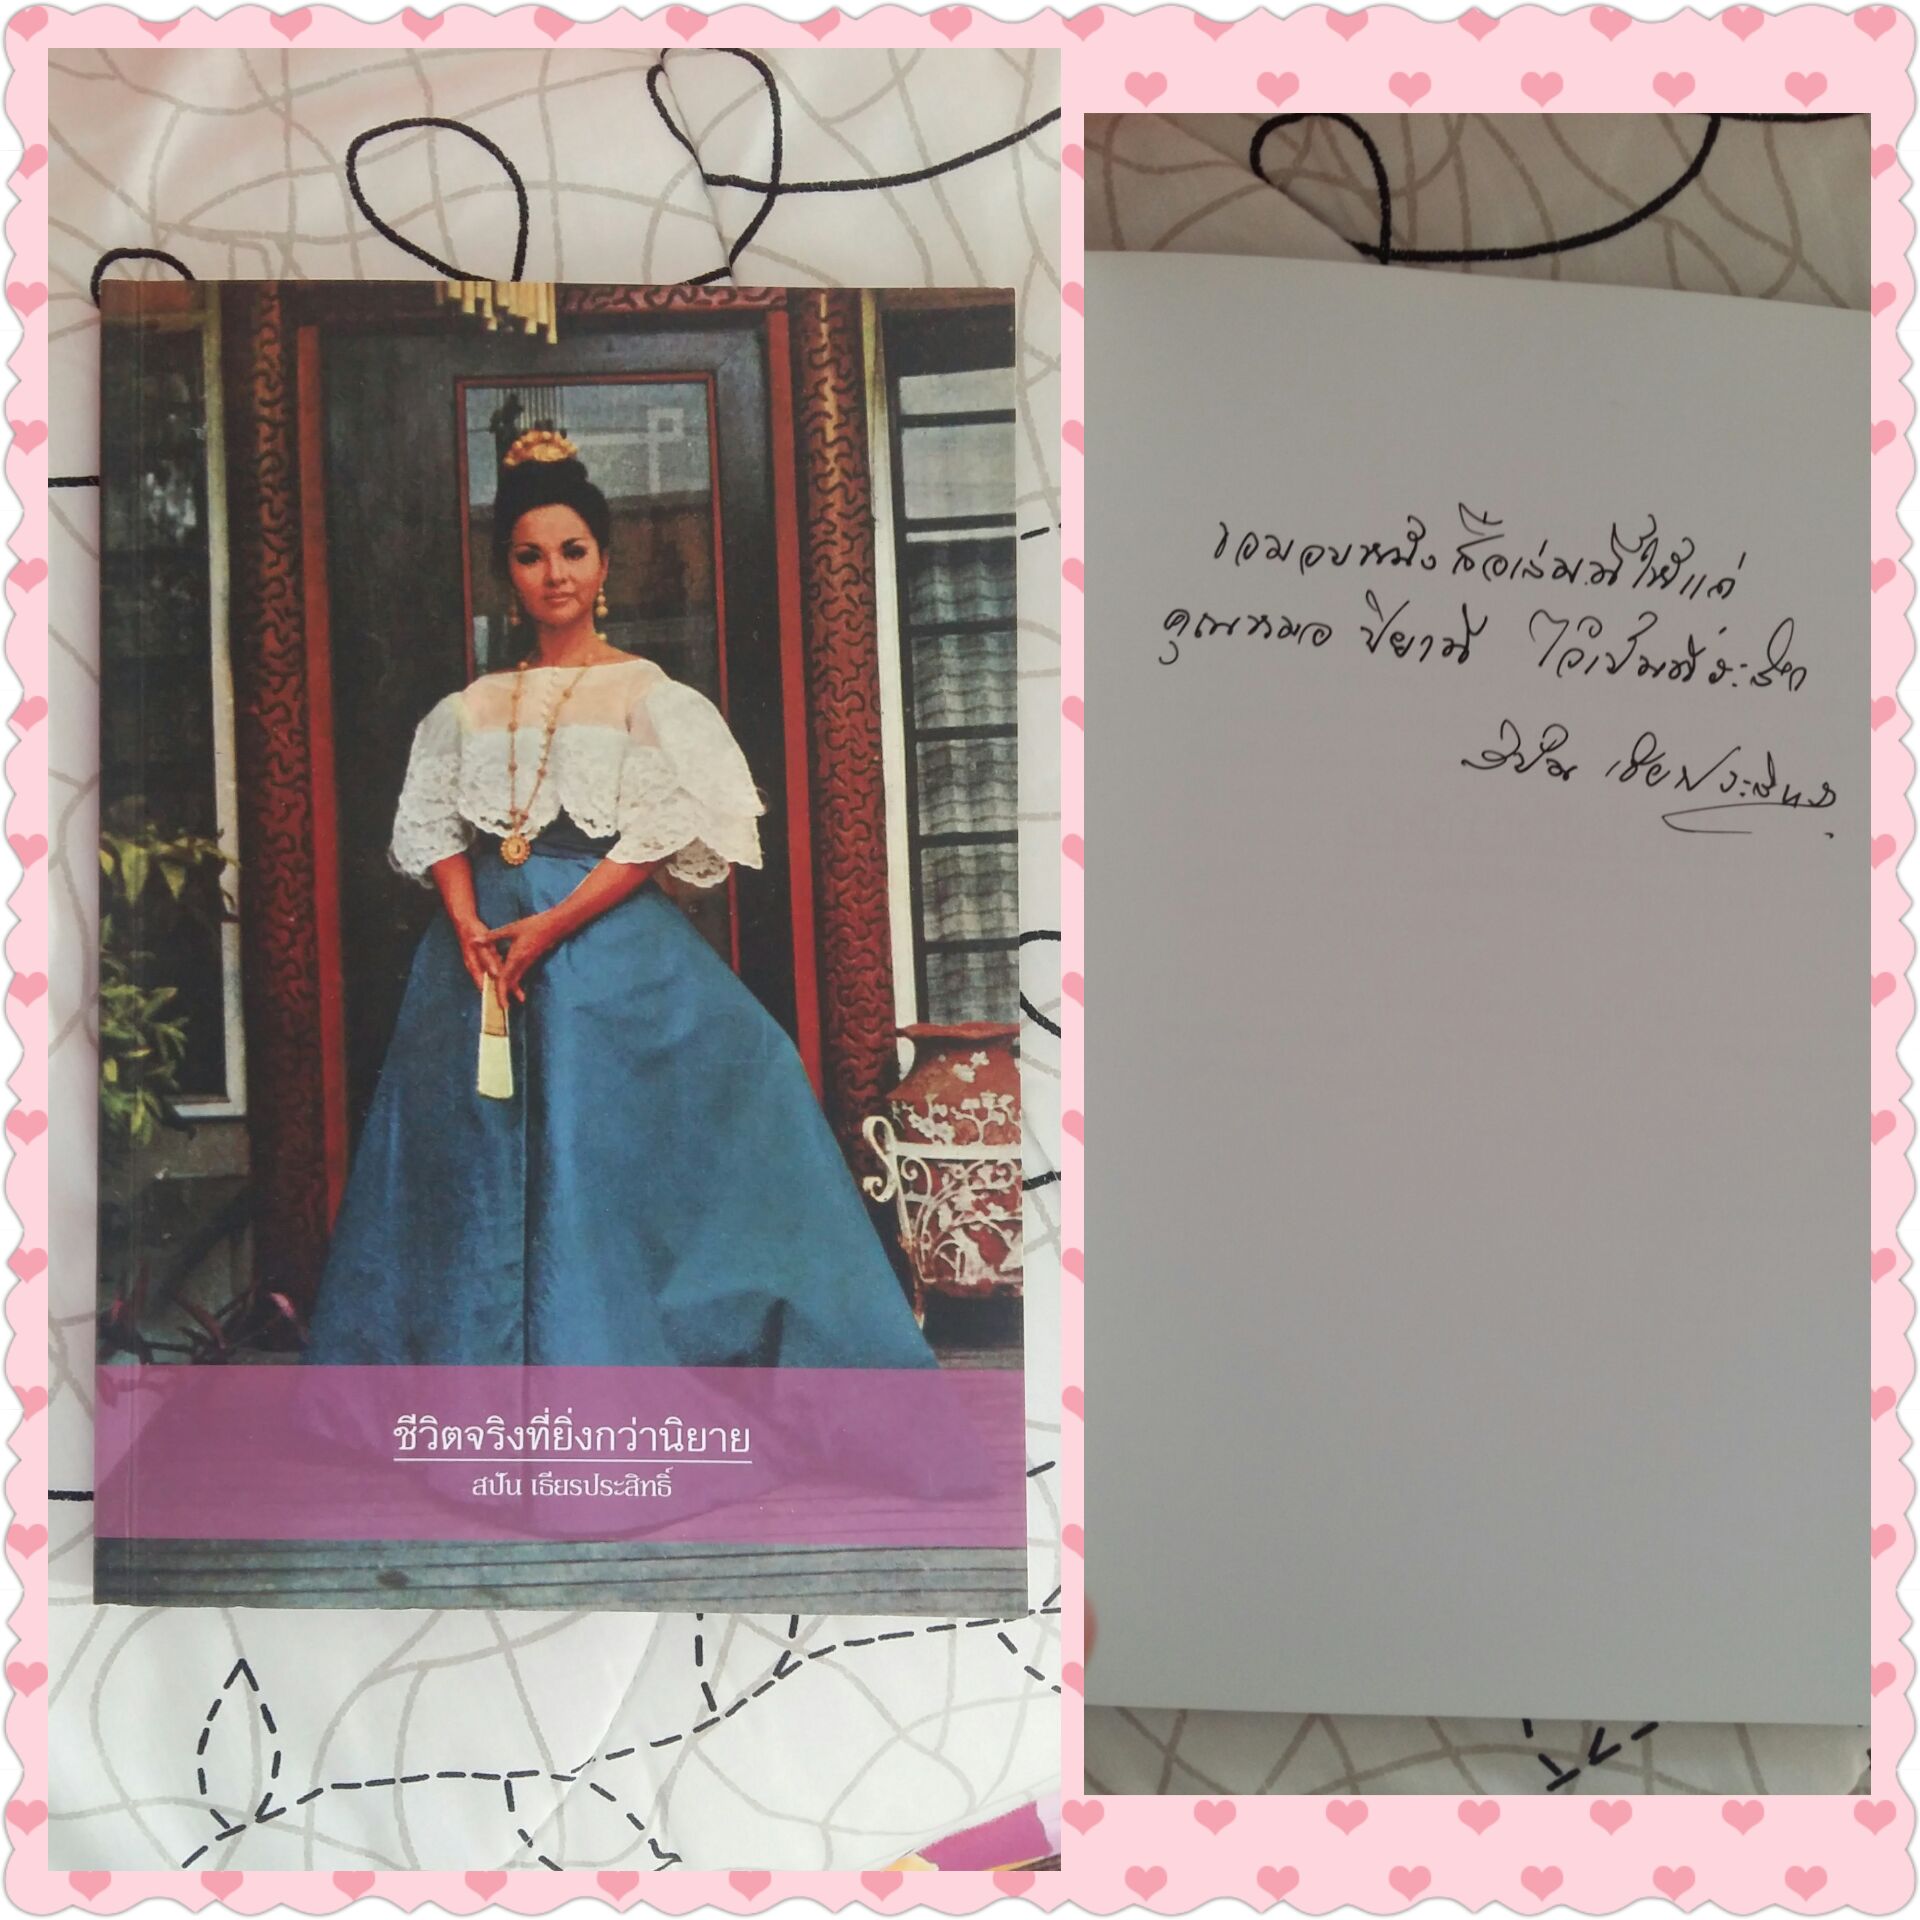 ชีวิตจริงที่ยิ่งกว่านิยาย
สปัน เธียรประสิทธิ์
ขอมอบหนังสือเล่มนี้ให้แก่
คุณหมอ ปิยานี ไว้เป็นที่ระลึก
สปัน เธียรประสิทธิ์